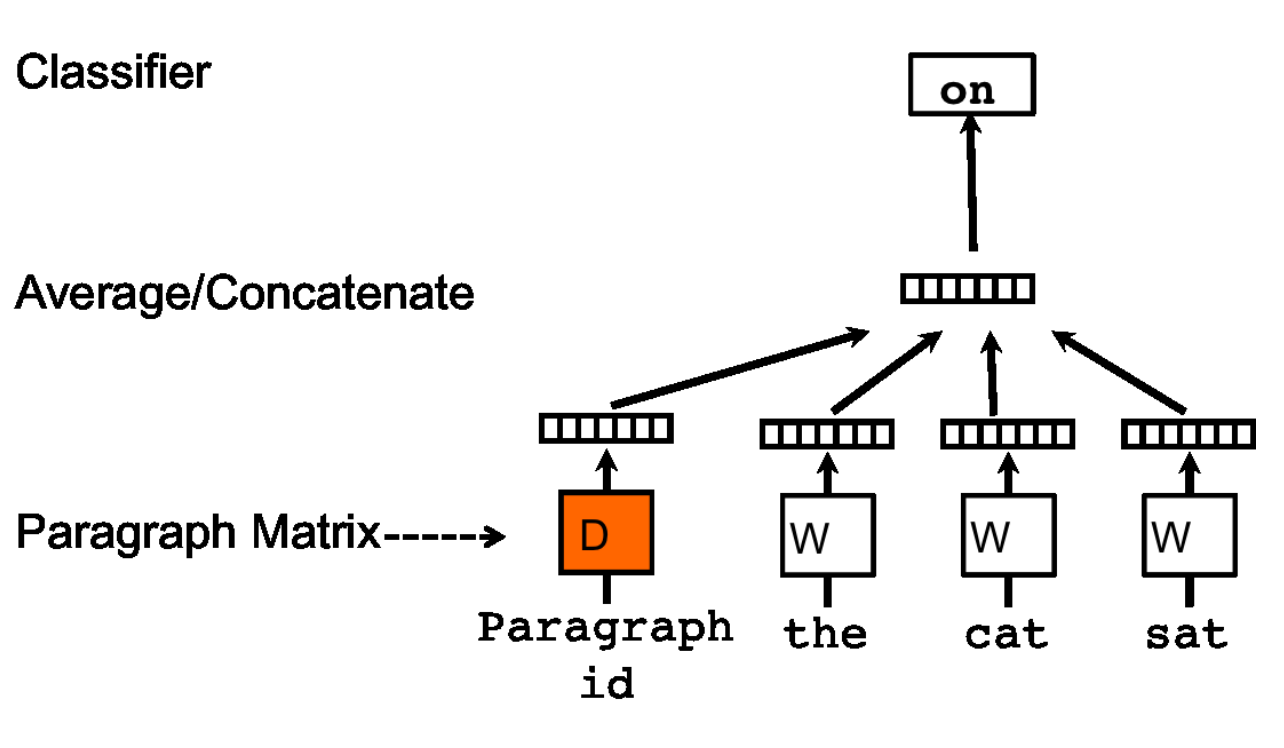 Classifier
on
Average/Concatenate
Paragraph Matrix----->
D
W
W
W
Paragraph
id
the
cat
sat